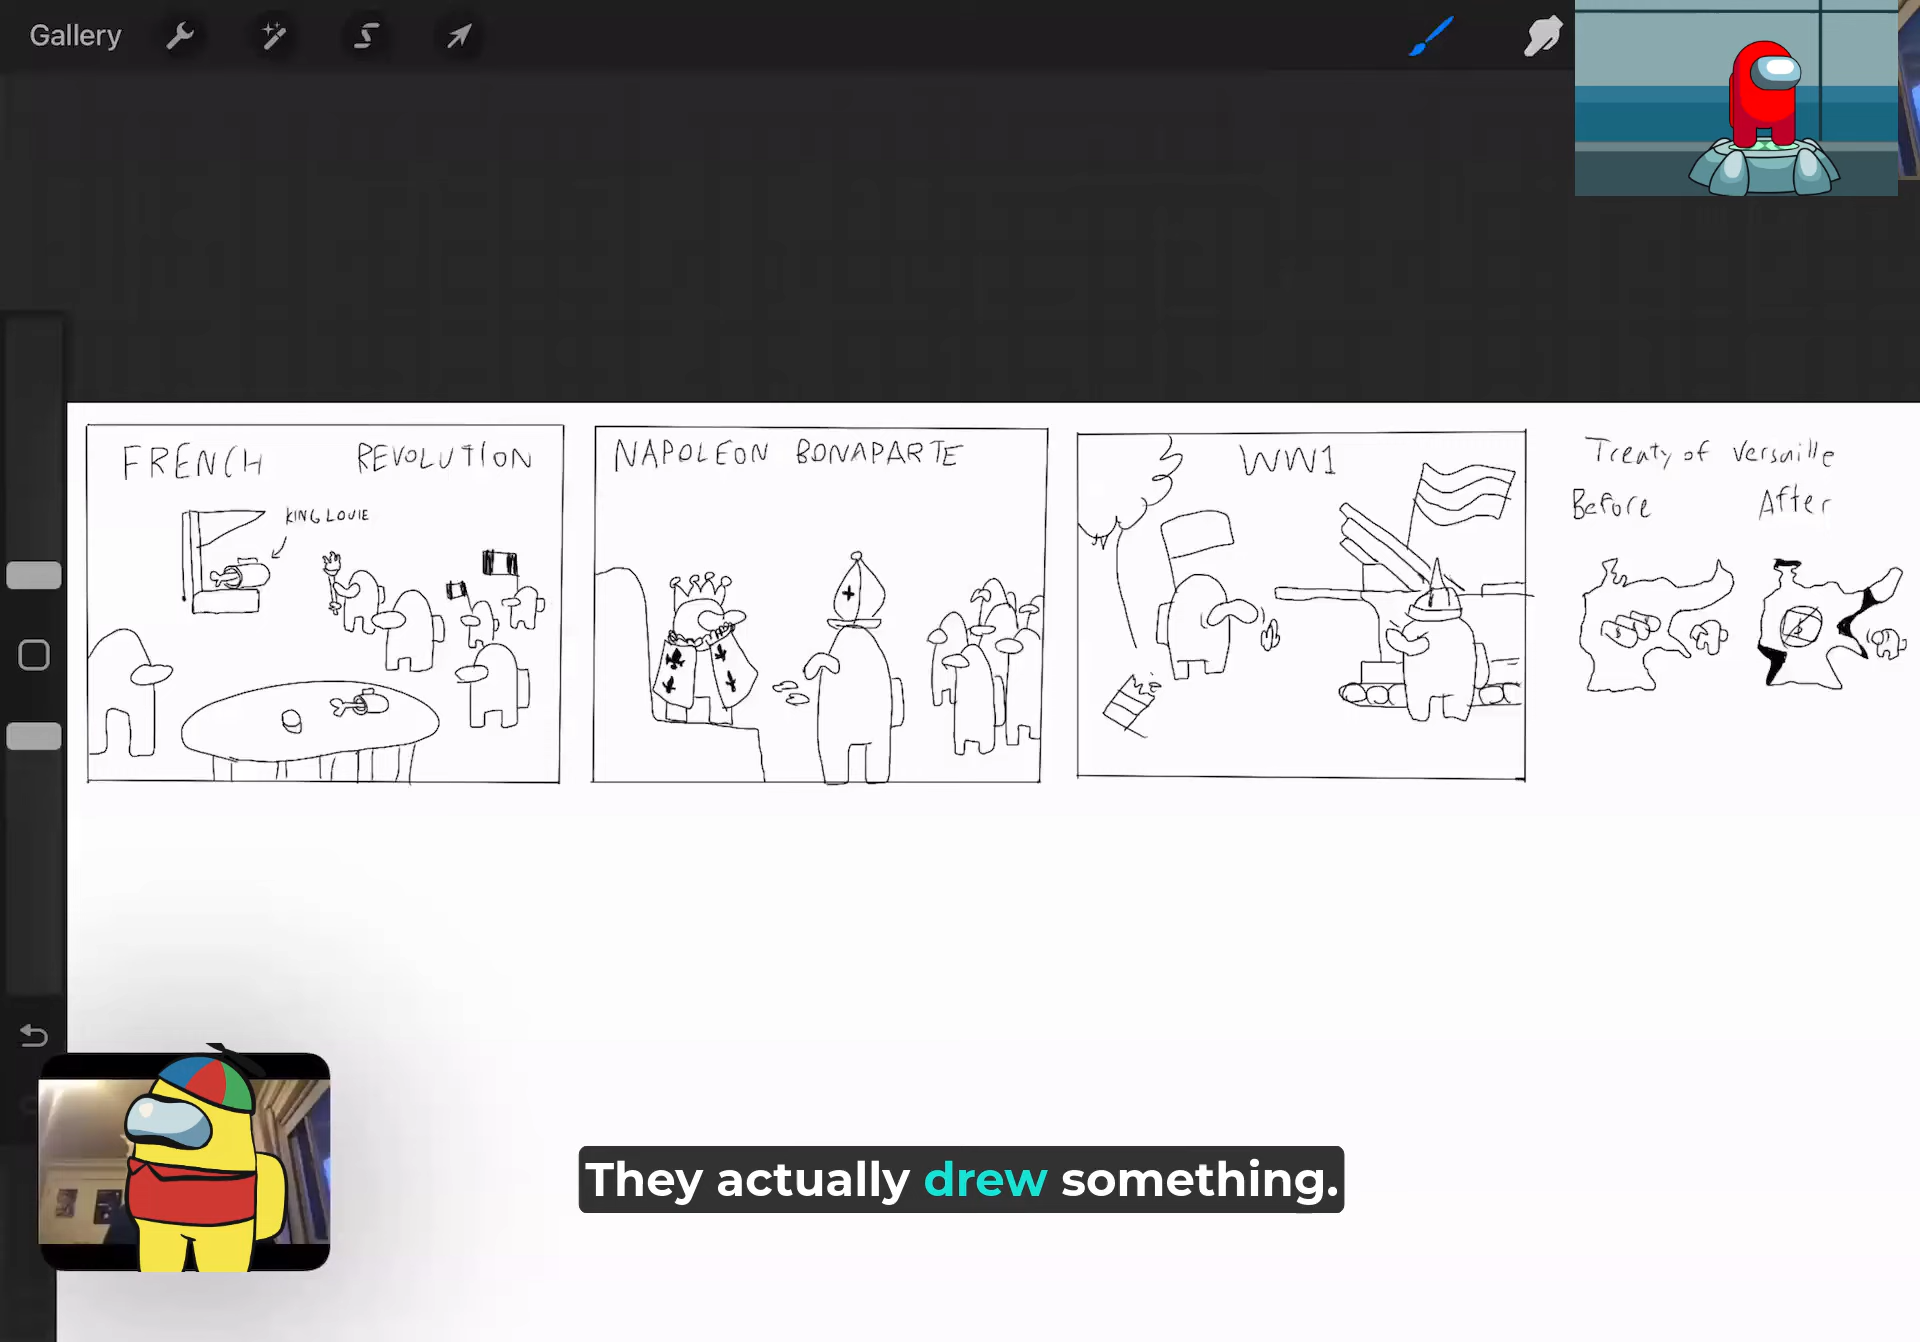 Gallery
FRENCH REVOLUTION
KING LOUIE
NAPOLEON BONAPARTE
WW1
Treaty of Versaille
Before After
They actually drew something.